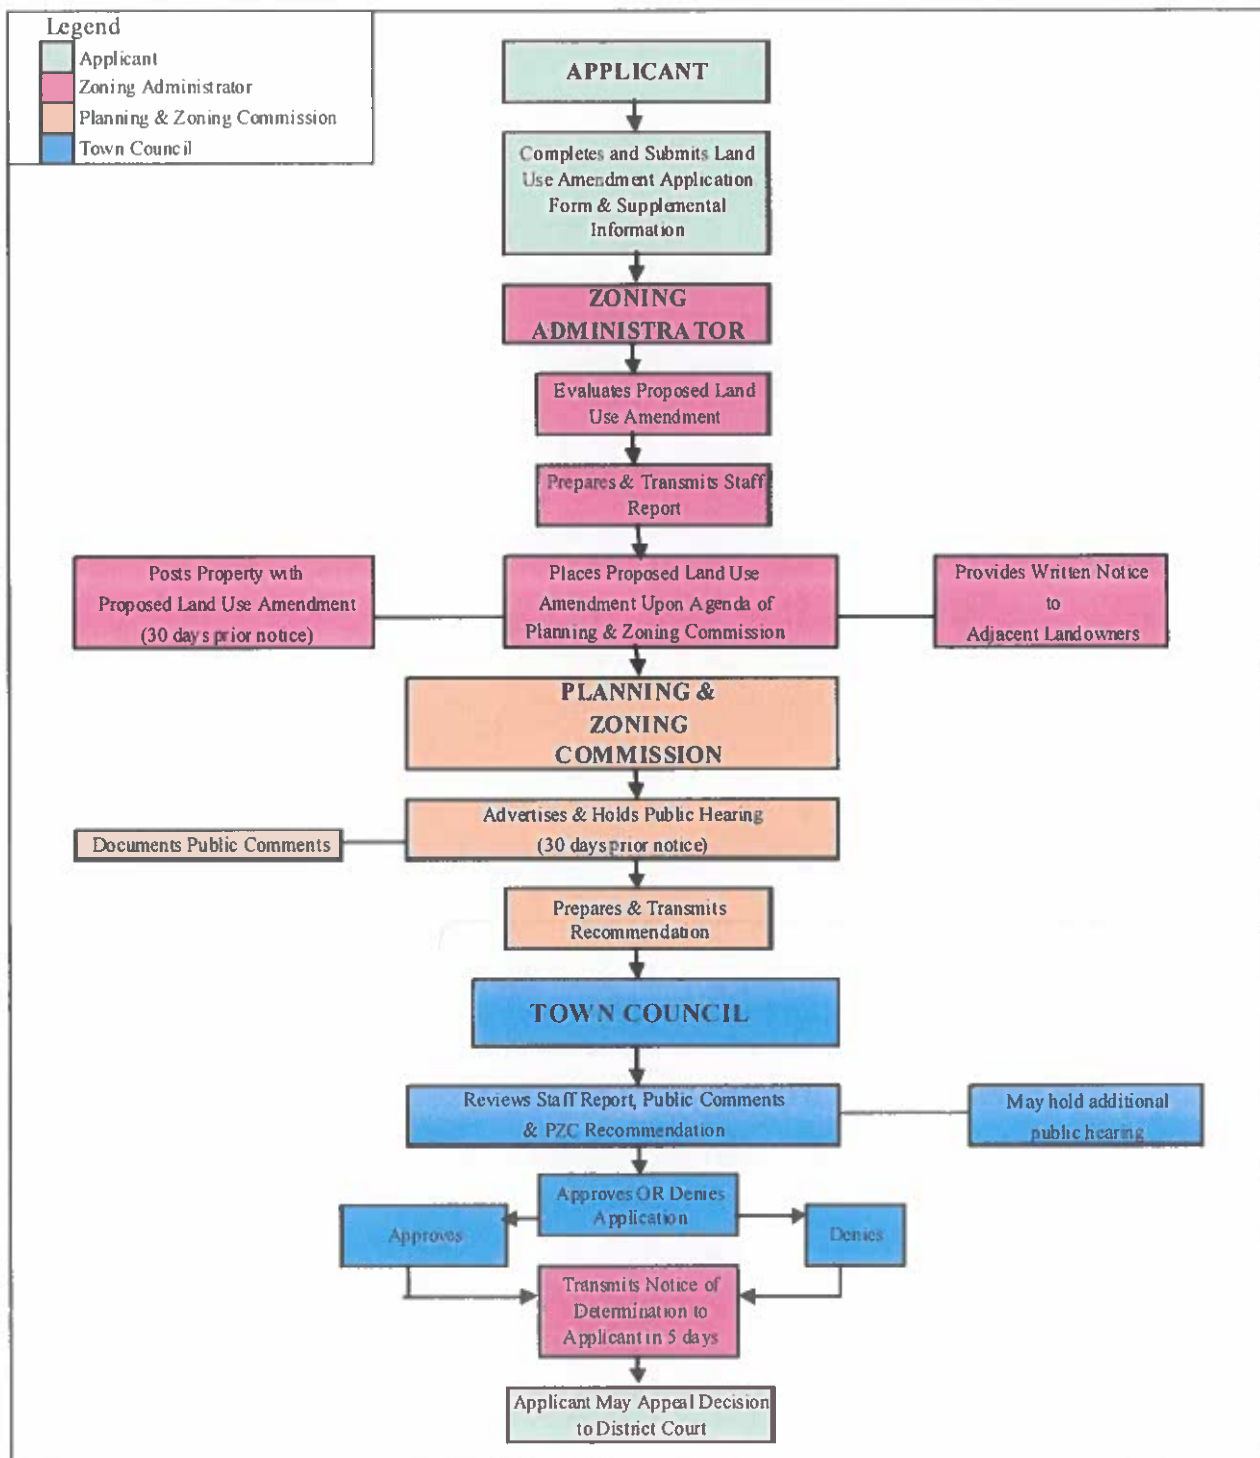 Legend
Applicant
Zoning Administrator
Planning & Zoning Commission
Town Council
APPLICANT
Completes and Submits Land
Use Amendment Application
Form & Supplemental
Information
ZONING
ADMINISTRATOR
Evaluates Proposed Land
Use Amendment
Prepares & Transmits Staff
Report
Posts Property with
Proposed Land Use Amendment
(30 days prior notice)
Places Proposed Land Use
Amendment Upon Agenda of
Planning & Zoning Commission
Provides Written Notice
to
Adjacent Landowners
PLANNING &
ZONING
COMMISSION
Advertises & Holds Public Hearing
(30 days prior notice)
Documents Public Comments
Prepares & Transmits
Recommendation
TOWN COUNCIL
Reviews Staff Report, Public Comments
& PZC Recommendation
May hold additional
public hearing
Approves OR Denies
Application
Approves
Denies
Transmits Notice of
Determination to
Applicant in 5 days
Applicant May Appeal Decision
to District Court